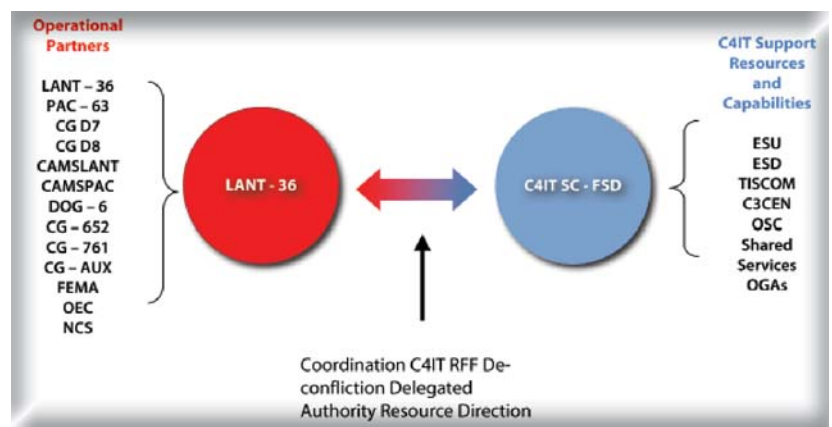 Operational
Partners
LANT – 36
PAC – 63
CG D7
CG D8
CAMSLANT
CAMSPAC
DOG – 6
CG – 652
CG – 761
CG – AUX
FEMA
OEC
NCS
LANT - 36
C4IT SC - FSD
C4IT Support
Resources
and
Capabilities
ESU
ESD
TISCOM
C3CEN
OSC
Shared
Services
OGAs
Coordination C4IT RFF De-
confliction Delegated
Authority Resource Direction